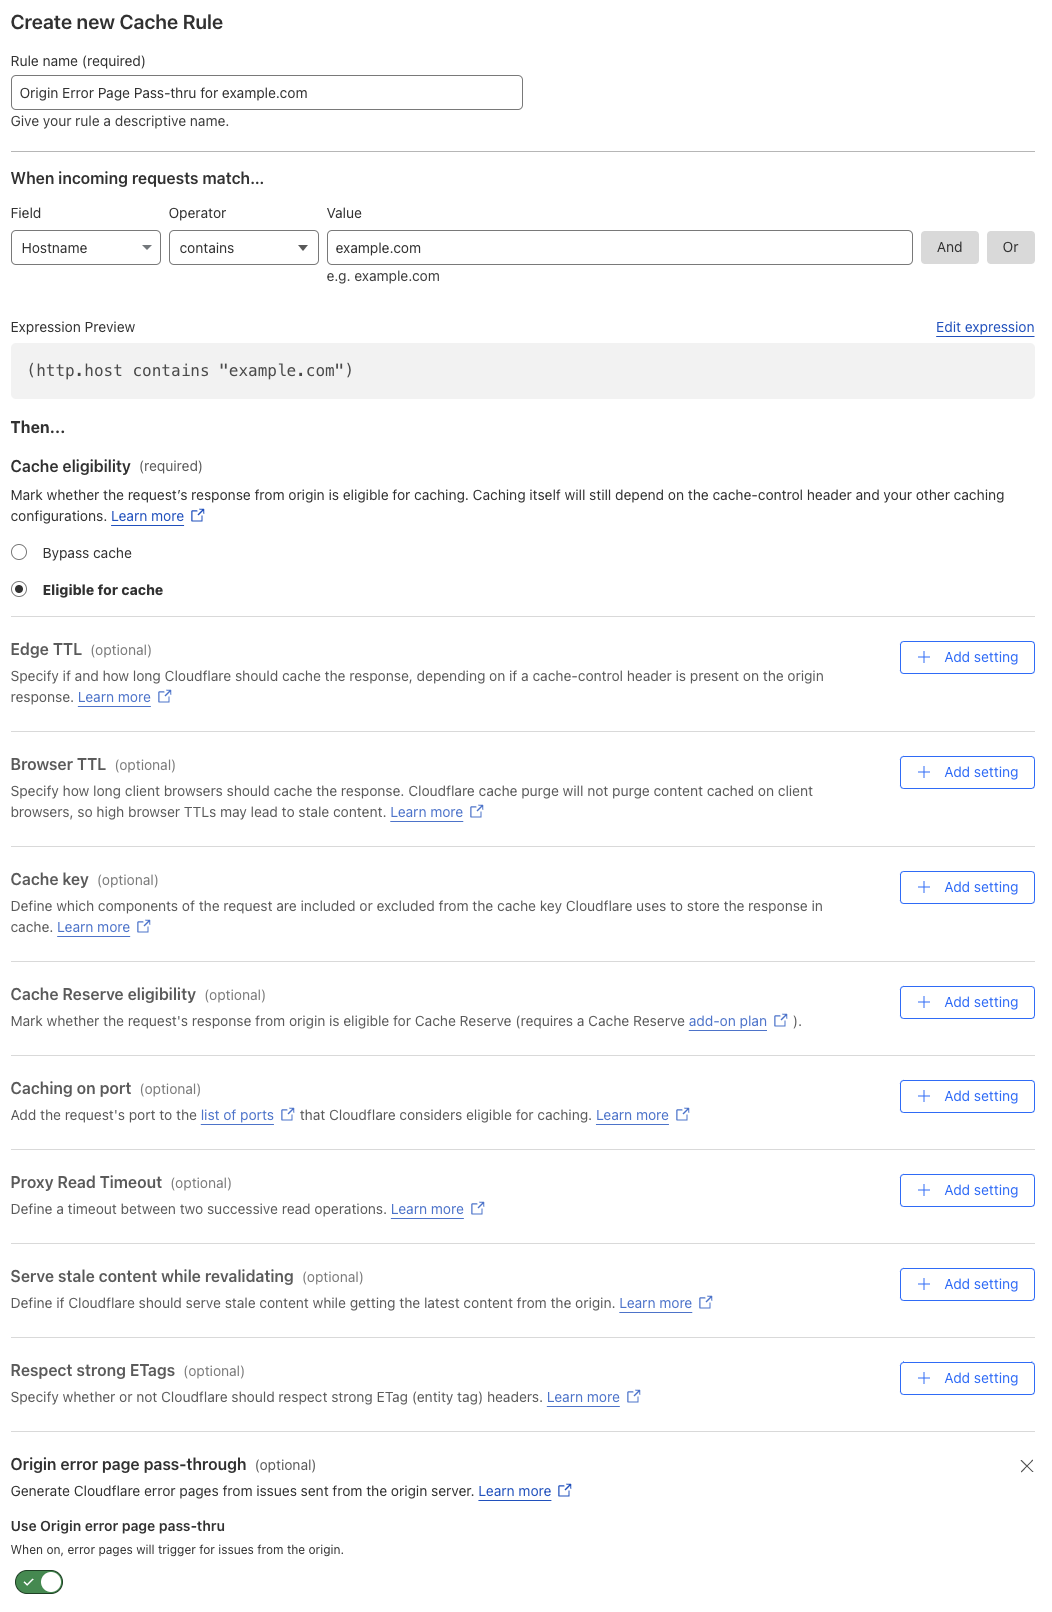 Create new Cache Rule
Rule name (required)
Origin Error Page Pass-thru for example.com
Give your rule a descriptive name.
When incoming requests match...
Field Operator Value
Hostname contains example.com And Or
e.g. example.com
Expression Preview Edit expression
(http.host contains "example.com")
Then...
Cache eligibility (required)
Mark whether the request's response from origin is eligible for caching. Caching itself will still depend on the cache-control header and your other caching
configurations. Learn more
Bypass cache
Eligible for cache
Edge TTL (optional)
Add setting
Specify if and how long Cloudflare should cache the response, depending on if a cache-control header is present on the origin
response. Learn more
Browser TTL (optional)
Add setting
Specify how long client browsers should cache the response. Cloudflare cache purge will not purge content cached on client
browsers, so high browser TTLs may lead to stale content. Learn more
Cache key (optional)
Add setting
Define which components of the request are included or excluded from the cache key Cloudflare uses to store the response in
cache. Learn more
Cache Reserve eligibility (optional)
Add setting
Mark whether the request's response from origin is eligible for Cache Reserve (requires a Cache Reserve add-on plan ).
Caching on port (optional)
Add setting
Add the request's port to the list of ports that Cloudflare considers eligible for caching. Learn more
Proxy Read Timeout (optional)
Add setting
Define a timeout between two successive read operations. Learn more
Serve stale content while revalidating (optional)
Add setting
Define if Cloudflare should serve stale content while getting the latest content from the origin. Learn more
Respect strong ETags (optional)
Add setting
Specify whether or not Cloudflare should respect strong ETag (entity tag) headers. Learn more
Origin error page pass-through (optional)
Generate Cloudflare error pages from issues sent from the origin server. Learn more
Use Origin error page pass-thru
When on, error pages will trigger for issues from the origin.